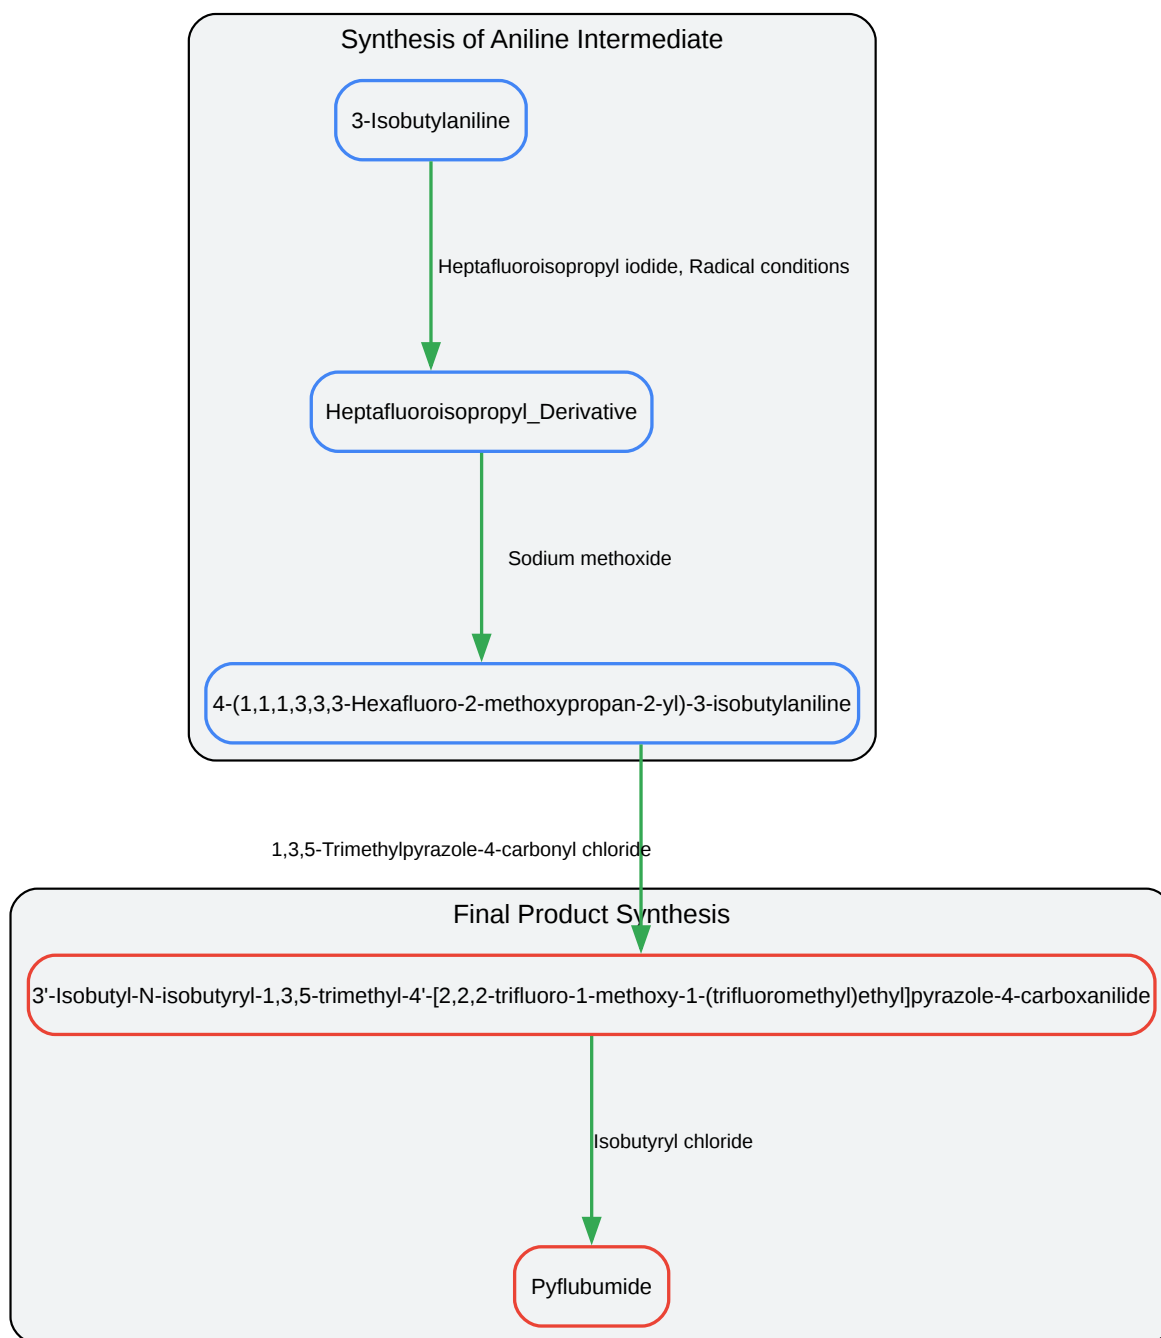 Synthesis of Aniline Intermediate
3-Isobutylaniline
Heptafluoroisopropyl iodide, Radical conditions
Heptafluoroisopropyl_Derivative
Sodium methoxide
4-(1,1,1,3,3,3-Hexafluoro-2-methoxypropan-2-yl)-3-isobutylaniline
1,3,5-Trimethylpyrazole-4-carbonyl chloride
Final Product Synthesis
3'-Isobutyl-N-isobutyryl-1,3,5-trimethyl-4'-[2,2,2-trifluoro-1-methoxy-1-(trifluoromethyl)ethyl]pyrazole-4-carboxanilide
Isobutyryl chloride
Pyflubumide